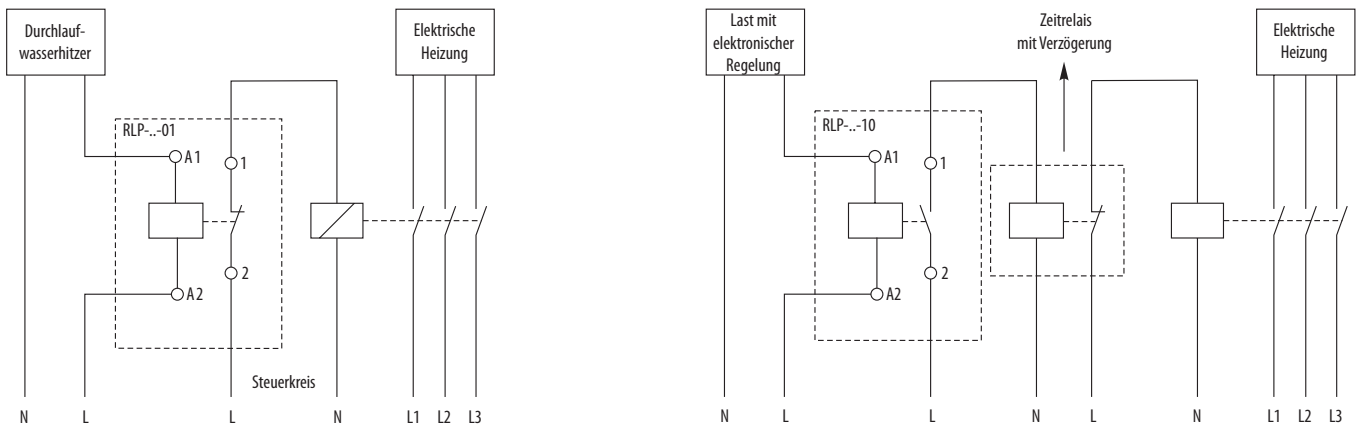 Durchlauf-
wasserhitzer
Elektrische
Heizung
RLP-..-01
A1
1
2
A2
Steuerkreis
N L L N L1 L2 L3
Last mit
elektronischer
Regelung
Zeitrelais
mit Verzögerung
Elektrische
Heizung
RLP-..-10
A1
1
2
A2
N L L N L N L1 L2 L3